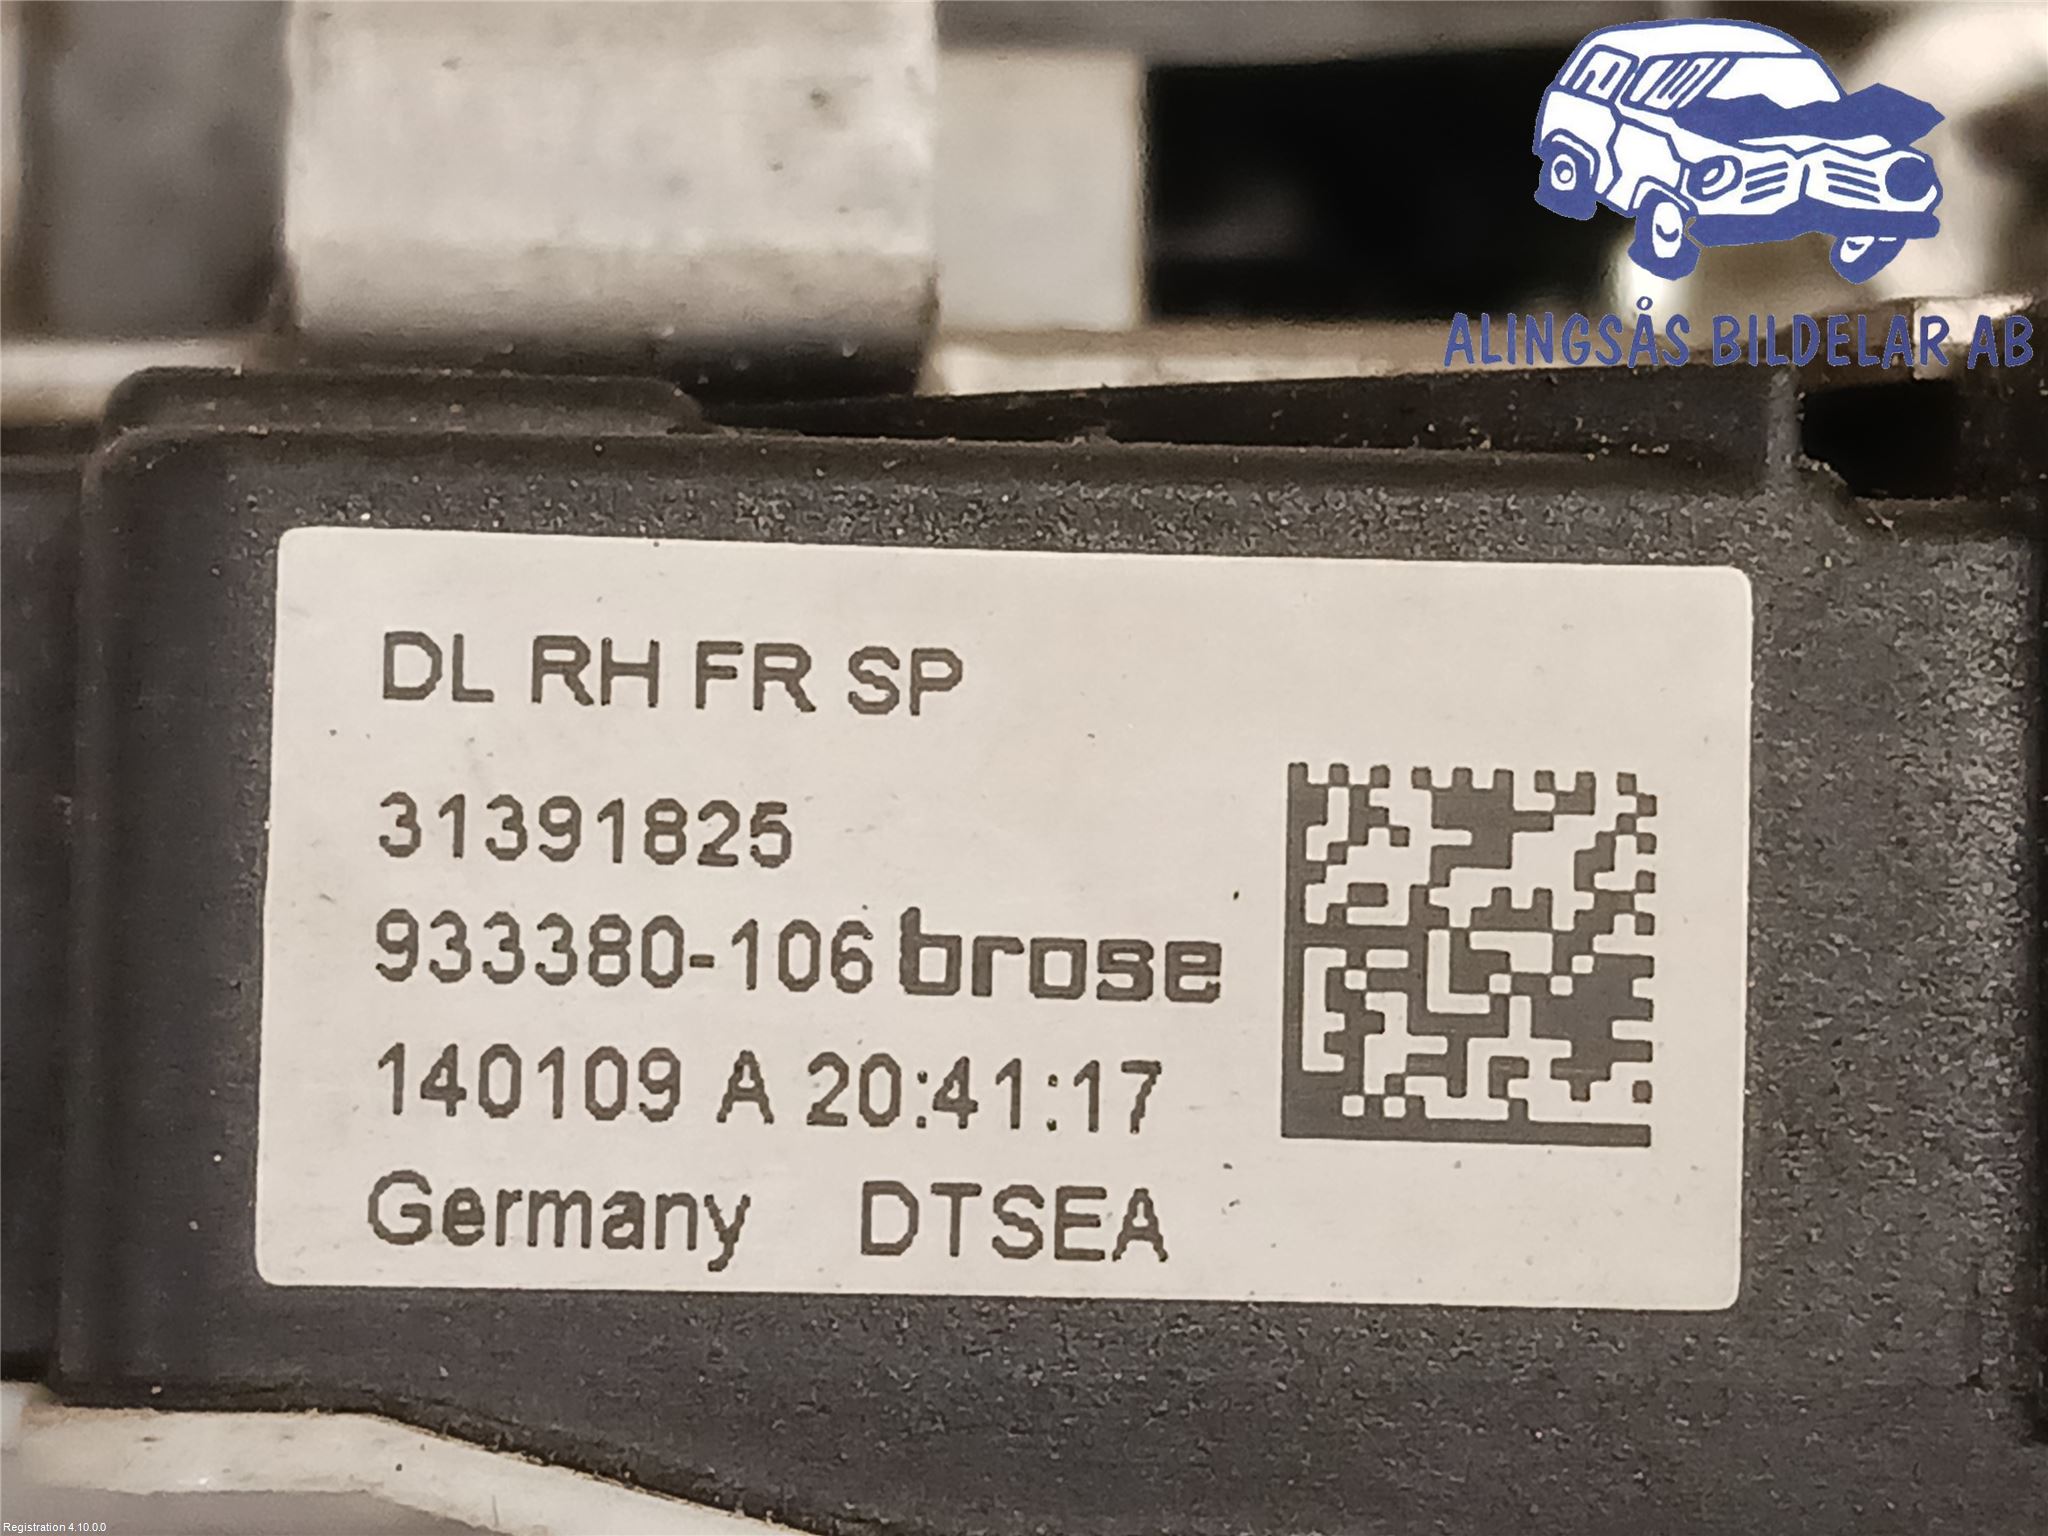 ALINGSÅS BILDELAR AB
DL RH FR SP
31391825
933380-106 brose
140109 A 20:41:17
Germany DTSEA
Registration 4.10.0.0